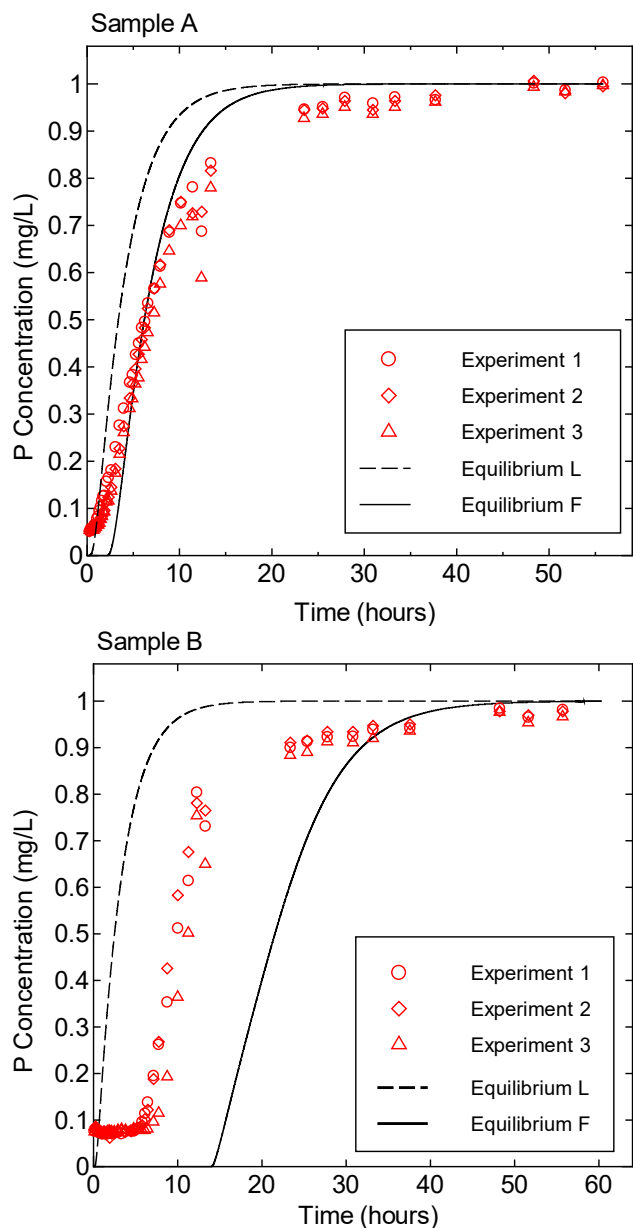 Sample A
1
0.9
0.8
0.7
0.6
0.5
0.4
0.3
0.2
0.1
0
P Concentration (mg/L)
Experiment 1
Experiment 2
Experiment 3
Equilibrium L
Equilibrium F
0 10 20 30 40 50
Time (hours)
Sample B
1
0.9
0.8
0.7
0.6
0.5
0.4
0.3
0.2
0.1
0
P Concentration (mg/L)
Experiment 1
Experiment 2
Experiment 3
Equilibrium L
Equilibrium F
0 10 20 30 40 50 60
Time (hours)